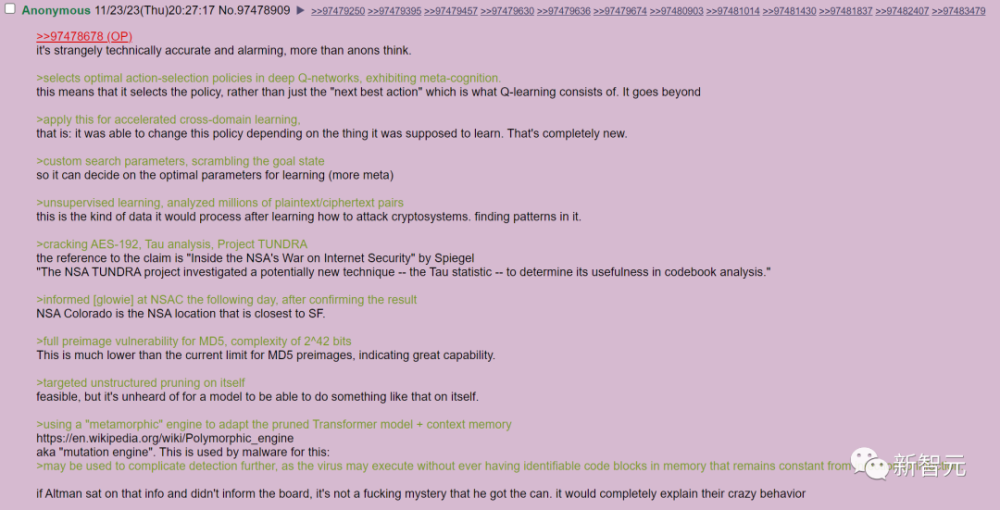 Anonymous 11/23/23(Thu)20:27:17 No.97478909 ▶ >>97479250 >>97479395 >>97479457 >>97479630 >>97479636 >>97479674 >>97480903 >>97481014 >>97481430 >>97481837 >>97482407 >>97483479
>>97478678 (OP)
it's strangely technically accurate and alarming, more than anons think.
>selects optimal action-selection policies in deep Q-networks, exhibiting meta-cognition.
this means that it selects the policy, rather than just the "next best action" which is what Q-learning consists of. It goes beyond
>apply this for accelerated cross-domain learning,
that is: it was able to change this policy depending on the thing it was supposed to learn. That's completely new.
>custom search parameters, scrambling the goal state
so it can decide on the optimal parameters for learning (more meta)
>unsupervised learning, analyzed millions of plaintext/ciphertext pairs
this is the kind of data it would process after learning how to attack cryptosystems. finding patterns in it.
>cracking AES-192, Tau analysis, Project TUNDRA
the reference to the claim is "Inside the NSA's War on Internet Security" by Spiegel
"The NSA TUNDRA project investigated a potentially new technique -- the Tau statistic -- to determine its usefulness in codebook analysis."
>informed [glowie] at NSAC the following day, after confirming the result
NSA Colorado is the NSA location that is closest to SF.
>full preimage vulnerability for MD5, complexity of 2^42 bits
This is much lower than the current limit for MD5 preimages, indicating great capability.
>targeted unstructured pruning on itself
feasible, but it's unheard of for a model to be able to do something like that on itself.
>using a "metamorphic" engine to adapt the pruned Transformer model + context memory
https://en.wikipedia.org/wiki/Polymorphic_engine
aka "mutation engine". This is used by malware for this:
>may be used to complicate detection further, as the virus may execute without ever having identifiable code blocks in memory that remains constant from
新智元
if Altman sat on that info and didn't inform the board, it's not a fucking mystery that he got the can. it would completely explain their crazy behavior